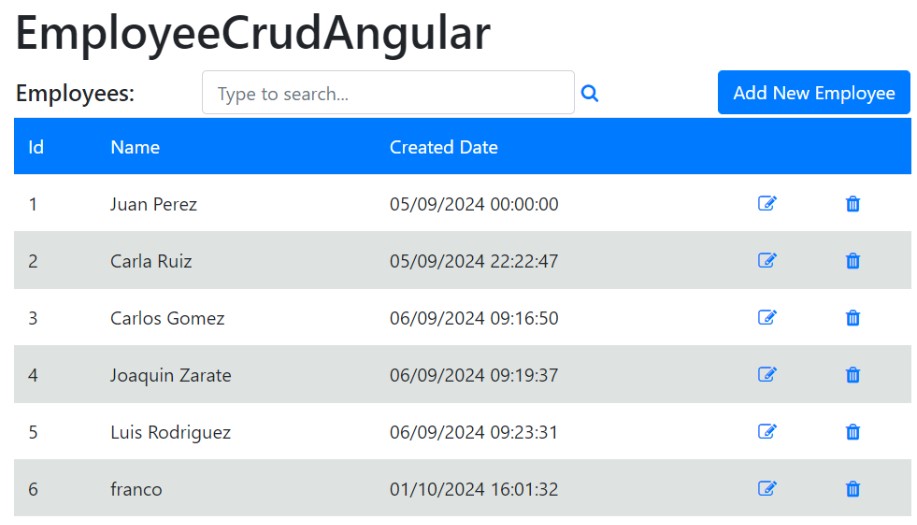 EmployeeCrudAngular
Employees: Type to search... Add New Employee
Id Name Created Date
1 Juan Perez 05/09/2024 00:00:00
2 Carla Ruiz 05/09/2024 22:22:47
3 Carlos Gomez 06/09/2024 09:16:50
4 Joaquin Zarate 06/09/2024 09:19:37
5 Luis Rodriguez 06/09/2024 09:23:31
6 franco 01/10/2024 16:01:32